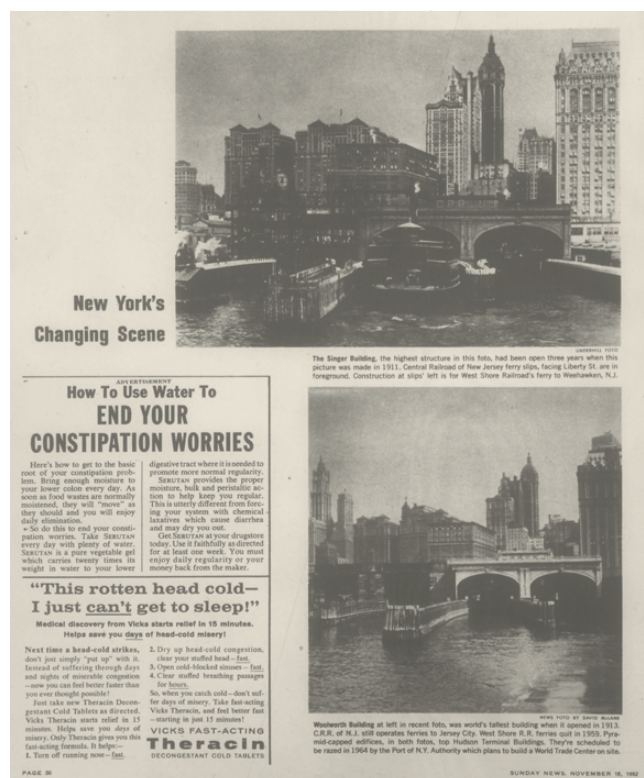 New York's
Changing Scene
UNDERHILL FOTO
The Singer Building, the highest structure in this foto, had been open three years when this
picture was made in 1911. Central Railroad of New Jersey ferry slips, facing Liberty St. are in
foreground. Construction at slips' left is for West Shore Railroad's ferry to Weehawken, N.J.
ADVERTISEMENT
How To Use Water To
END YOUR
CONSTIPATION WORRIES
Here's how to get to the basic
root of your constipation prob-
lem. Bring enough moisture to
your lower colon every day. As
soon as food wastes are normally
moistened, they will "move" as
they should and you will enjoy
daily elimination.
So do this to end your consti-
pation worries. Take SERUTAN
every day with plenty of water.
SERUTAN is a pure vegetable gel
which carries twenty times its
weight in water to your lower
digestive tract where it is needed to
promote more normal regularity.
SERUTAN provides the proper
moisture, bulk and peristaltic ac-
tion to help keep you regular.
This is utterly different from forc-
ing your system with chemical
laxatives which cause diarrhea
and may dry you out.
Get SERUTAN at your drugstore
today. Use it faithfully as directed
for at least one week. You must
enjoy daily regularity or your
money back from the maker.
"This rotten head cold—
I just can't get to sleep!"
Medical discovery from Vicks starts relief in 15 minutes.
Helps save you days of head-cold misery!
Next time a head-cold strikes,
don't just simply "put up" with it.
Instead of suffering through days
and nights of miserable congestion
—now you can feel better faster than
you ever thought possible!
Just take new Theracin Decon-
gestant Cold Tablets as directed.
Vicks Theracin starts relief in 15
minutes. Helps save you days of
misery. Only Theracin gives you this
fast-acting formula. It helps:—
1. Turn off running nose—fast.
2. Dry up head-cold congestion,
clear your stuffed head—fast.
3. Open cold-blocked sinuses—fast.
4. Clear stuffed breathing passages
for hours.
So, when you catch cold—don't suf-
fer days of misery. Take fast-acting
Vicks Theracin, and feel better fast
—starting in just 15 minutes!
VICKS FAST-ACTING
Theracin
DECONGESTANT COLD TABLETS
NEWS FOTO BY DAVID McLANE
Woolworth Building at left in recent foto, was world's tallest building when it opened in 1913.
C.R.R. of N.J. still operates ferries to Jersey City. West Shore R.R. ferries quit in 1959. Pyra-
mid-capped edifices, in both fotos, top Hudson Terminal Buildings. They're scheduled to
be razed in 1964 by the Port of N.Y. Authority which plans to build a World Trade Center on site.
PAGE 30
SUNDAY NEWS, NOVEMBER 18, 1962